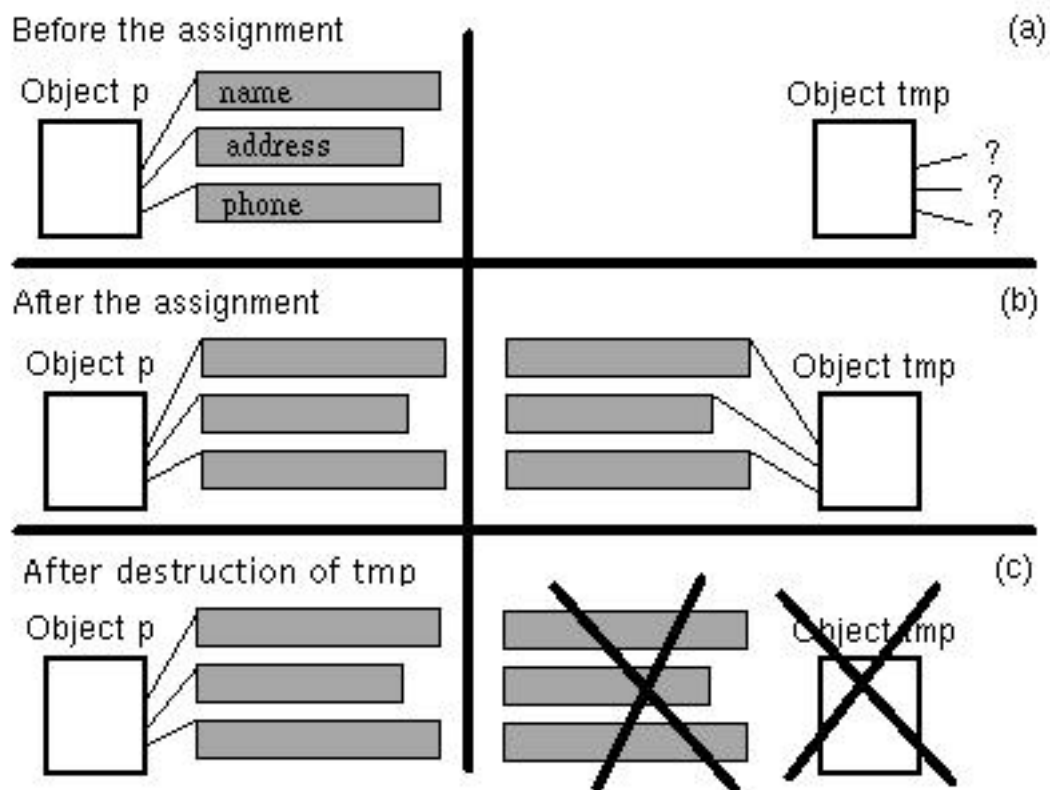 Before the assignment
(a)
Object p
name
address
phone
Object tmp
?
?
?
After the assignment
(b)
Object p
Object tmp
After destruction of tmp
(c)
Object p
Object tmp